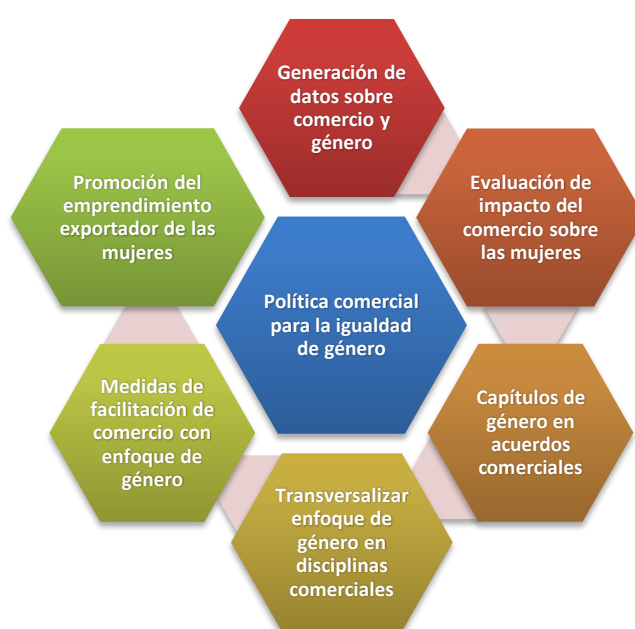 Generación de
datos sobre
comercio y
género
Evaluación de
impacto del
comercio sobre
las mujeres
Capítulos de
género en
acuerdos
comerciales
Transversalizar
enfoque de
género en
disciplinas
comerciales
Medidas de
facilitación de
comercio con
enfoque de
género
Promoción del
emprendimiento
exportador de las
mujeres
Política comercial
para la igualdad
de género